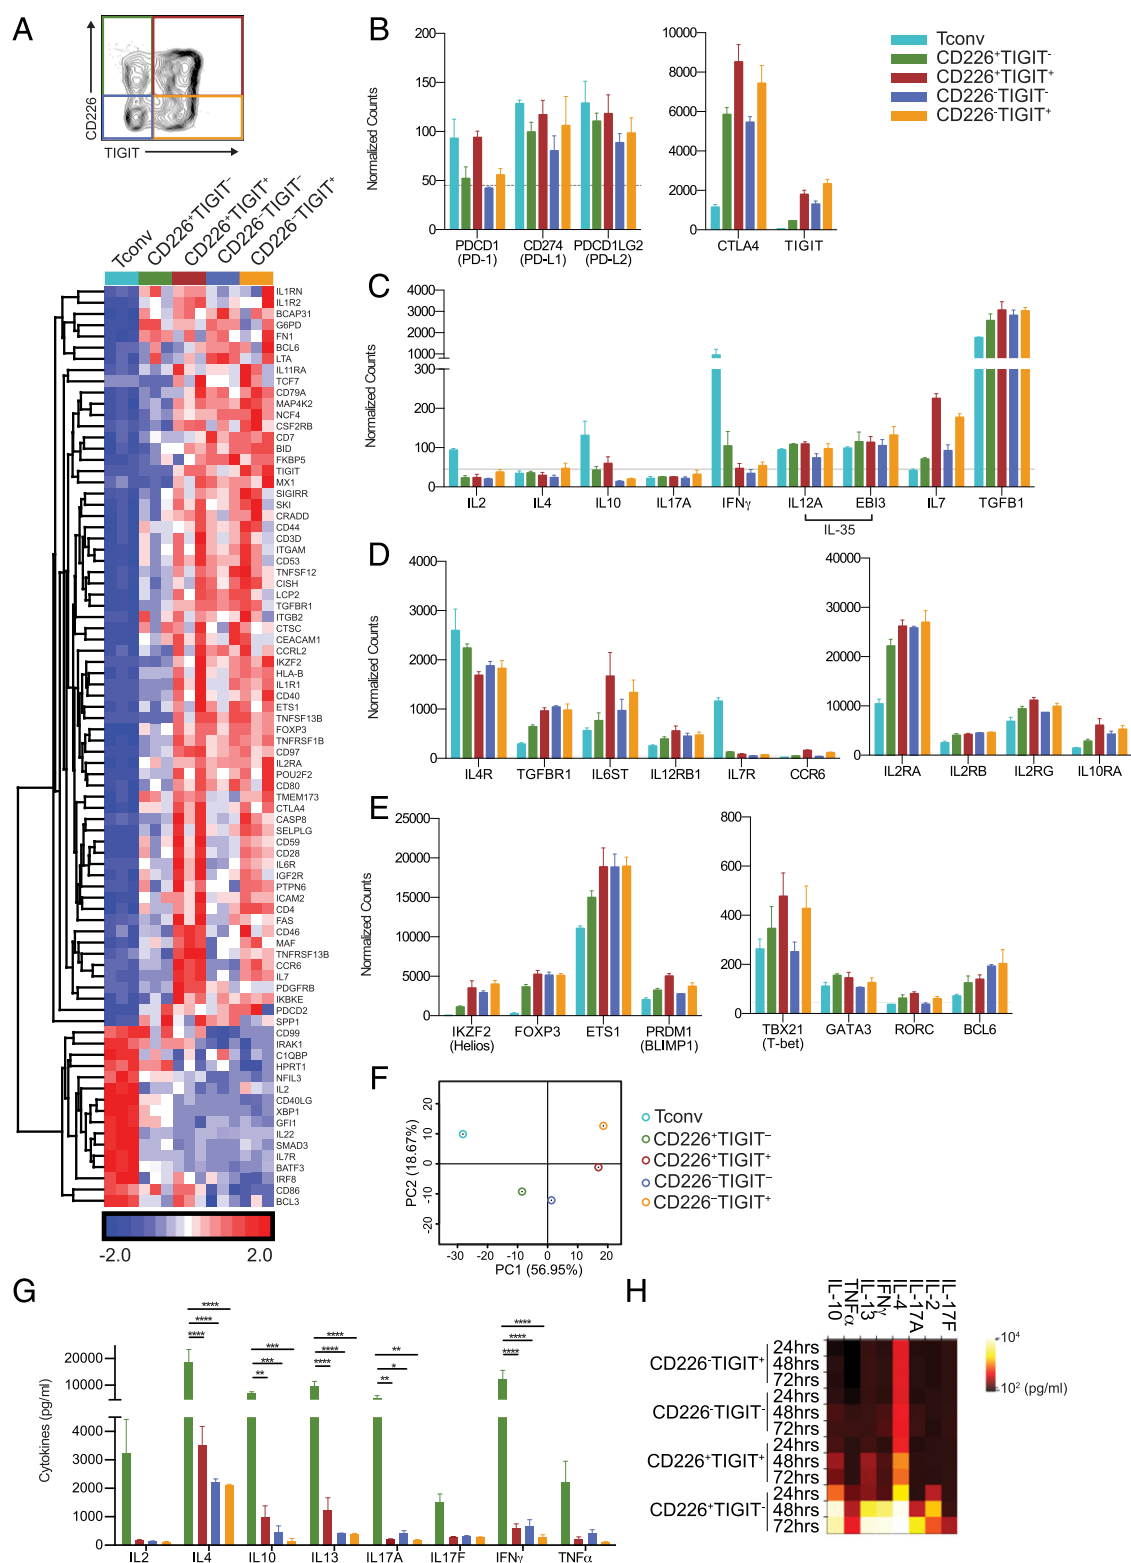 A
CD226
TIGIT
Tconv
CD226+TIGIT-
CD226+TIGIT+
CD226-TIGIT-
CD226-TIGIT+
IL1RN
IL1R2
BCAP31
G6PD
FN1
BCL6
LTA
IL11RA
TCF7
CD79A
MAP4K2
NCF4
CSF2RB
CD7
BID
FKBP5
TIGIT
MX1
SIGIRR
SKI
CRADD
CD44
CD3D
ITGAM
CD53
TNFSF12
CISH
LCP2
TGFBR1
ITGB2
CTSC
CEACAM1
CCRL2
IKZF2
HLA-B
IL1R1
CD40
ETS1
TNFSF13B
FOXP3
TNFRSF1B
CD97
IL2RA
POU2F2
CD80
TMEM173
CTLA4
CASP8
SELPLG
CD59
CD28
IL6R
IGF2R
PTPN6
ICAM2
CD4
FAS
CD46
MAF
TNFRSF13B
CCR6
IL7
PDGFRB
IKBKE
PDCD2
SPP1
CD99
IRAK1
C1QBP
HPRT1
NFIL3
IL2
CD40LG
XBP1
GFI1
IL22
SMAD3
IL7R
BATF3
IRF8
CD86
BCL3
-2.0 2.0
B
Normalized Counts
200
150
100
50
0
PDCD1 CD274 PDCD1LG2
(PD-1) (PD-L1) (PD-L2)
10000
8000
6000
4000
2000
0
CTLA4 TIGIT
Tconv
CD226+TIGIT-
CD226+TIGIT+
CD226-TIGIT-
CD226-TIGIT+
C
Normalized Counts
4000
3000
2000
1000
300
200
100
0
IL2 IL4 IL10 IL17A IFNγ IL12A EBI3 IL7 TGFB1
IL-35
D
Normalized Counts
4000
3000
2000
1000
0
IL4R TGFBR1 IL6ST IL12RB1 IL7R CCR6
40000
30000
20000
10000
0
IL2RA IL2RB IL2RG IL10RA
E
Normalized Counts
25000
20000
15000
10000
5000
0
IKZF2 FOXP3 ETS1 PRDM1
(Helios) (BLIMP1)
800
600
400
200
0
TBX21 GATA3 RORC BCL6
(T-bet)
F
PC2 (18.67%)
20
10
0
-10
-20
-30 -20 -10 0 10 20
PC1 (56.95%)
Tconv
CD226+TIGIT−
CD226+TIGIT+
CD226−TIGIT−
CD226−TIGIT+
G
Cytokines (pg/ml)
20000
10000
4000
3000
2000
1000
0
**** *** **** ** ****
**** *** **** * ****
**** ** **** ** ****
IL2 IL4 IL10 IL13 IL17A IL17F IFNγ TNFα
H
IL-10 TNFα IL-13 IFNγ IL-4 IL-17A IL-2 IL-17F
CD226-TIGIT+
24hrs
48hrs
72hrs
CD226-TIGIT-
24hrs
48hrs
72hrs
CD226+TIGIT+
24hrs
48hrs
72hrs
CD226+TIGIT-
24hrs
48hrs
72hrs
10⁴
10² (pg/ml)